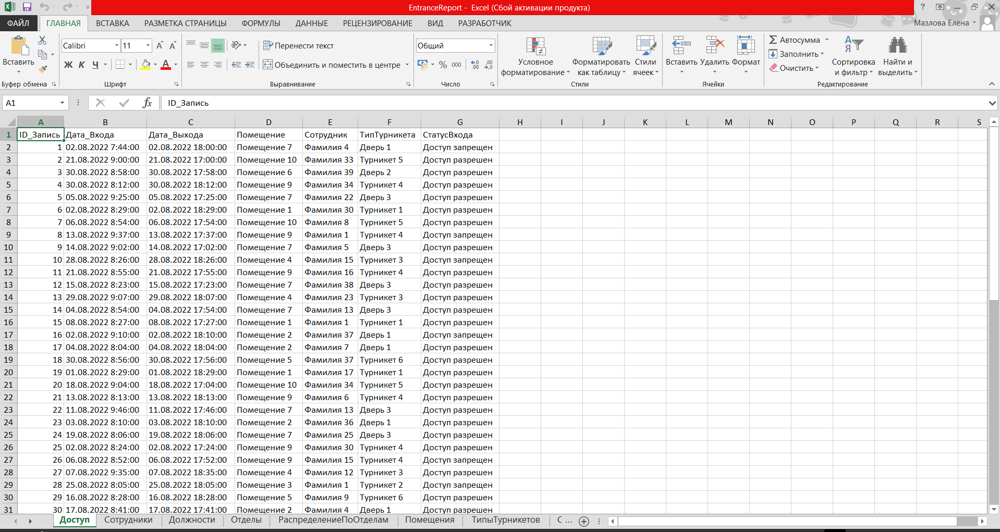 EntranceReport - Excel (Сбой активации продукта)
ФАЙЛ ГЛАВНАЯ ВСТАВКА РАЗМЕТКА СТРАНИЦЫ ФОРМУЛЫ ДАННЫЕ РЕЦЕНЗИРОВАНИЕ ВИД РАЗРАБОТЧИК Мазлова Елена
Calibri 11 Перенести текст Общий
Вставить Ж К Ч Объединить и поместить в центре % 000
Условное форматирование Форматировать как таблицу Стили ячеек Вставить Удалить Формат
Автосумма
Заполнить
Очистить
Сортировка и фильтр Найти и выделить
Буфер обмена Шрифт Выравнивание Число Стили Ячейки Редактирование
A1 fx ID_Запись
A B C D E F G H I J K L M N O P Q R S
1 ID_Запись Дата_Входа Дата_Выхода Помещение Сотрудник ТипТурникета СтатусВхода
2 1 02.08.2022 7:44:00 02.08.2022 18:00:00 Помещение 7 Фамилия 4 Дверь 1 Доступ запрещен
3 2 21.08.2022 9:00:00 21.08.2022 17:00:00 Помещение 10 Фамилия 33 Турникет 5 Доступ разрешен
4 3 30.08.2022 8:58:00 30.08.2022 17:58:00 Помещение 6 Фамилия 39 Дверь 2 Доступ разрешен
5 4 30.08.2022 8:12:00 30.08.2022 18:12:00 Помещение 9 Фамилия 34 Турникет 4 Доступ разрешен
6 5 05.08.2022 9:25:00 05.08.2022 17:25:00 Помещение 7 Фамилия 22 Дверь 3 Доступ разрешен
7 6 02.08.2022 8:29:00 02.08.2022 18:29:00 Помещение 1 Фамилия 30 Турникет 1 Доступ разрешен
8 7 06.08.2022 8:54:00 06.08.2022 17:54:00 Помещение 10 Фамилия 8 Турникет 5 Доступ разрешен
9 8 13.08.2022 9:37:00 13.08.2022 17:37:00 Помещение 9 Фамилия 1 Турникет 4 Доступ запрещен
10 9 14.08.2022 9:02:00 14.08.2022 17:02:00 Помещение 7 Фамилия 5 Дверь 3 Доступ разрешен
11 10 28.08.2022 8:26:00 28.08.2022 18:26:00 Помещение 4 Фамилия 15 Турникет 3 Доступ запрещен
12 11 21.08.2022 8:55:00 21.08.2022 17:55:00 Помещение 9 Фамилия 16 Турникет 4 Доступ разрешен
13 12 15.08.2022 8:23:00 15.08.2022 17:23:00 Помещение 7 Фамилия 38 Дверь 3 Доступ разрешен
14 13 29.08.2022 9:07:00 29.08.2022 18:07:00 Помещение 4 Фамилия 23 Турникет 3 Доступ разрешен
15 14 04.08.2022 8:54:00 04.08.2022 17:54:00 Помещение 7 Фамилия 13 Дверь 3 Доступ разрешен
16 15 08.08.2022 8:27:00 08.08.2022 17:27:00 Помещение 1 Фамилия 1 Турникет 1 Доступ разрешен
17 16 02.08.2022 9:10:00 02.08.2022 18:10:00 Помещение 2 Фамилия 37 Дверь 1 Доступ запрещен
18 17 04.08.2022 8:04:00 04.08.2022 18:04:00 Помещение 2 Фамилия 7 Дверь 1 Доступ разрешен
19 18 30.08.2022 8:56:00 30.08.2022 17:56:00 Помещение 5 Фамилия 37 Турникет 6 Доступ разрешен
20 19 01.08.2022 8:29:00 01.08.2022 18:29:00 Помещение 1 Фамилия 17 Турникет 1 Доступ разрешен
21 20 18.08.2022 9:04:00 18.08.2022 17:04:00 Помещение 10 Фамилия 34 Турникет 5 Доступ разрешен
22 21 13.08.2022 8:13:00 13.08.2022 18:13:00 Помещение 9 Фамилия 6 Турникет 4 Доступ разрешен
23 22 11.08.2022 9:46:00 11.08.2022 17:46:00 Помещение 7 Фамилия 13 Дверь 3 Доступ разрешен
24 23 03.08.2022 8:10:00 03.08.2022 18:10:00 Помещение 2 Фамилия 36 Дверь 1 Доступ разрешен
25 24 19.08.2022 8:06:00 19.08.2022 18:06:00 Помещение 7 Фамилия 25 Дверь 3 Доступ разрешен
26 25 02.08.2022 8:24:00 02.08.2022 17:24:00 Помещение 9 Фамилия 30 Турникет 4 Доступ разрешен
27 26 06.08.2022 8:52:00 06.08.2022 17:52:00 Помещение 9 Фамилия 15 Турникет 4 Доступ запрещен
28 27 07.08.2022 9:35:00 07.08.2022 18:35:00 Помещение 4 Фамилия 12 Турникет 3 Доступ разрешен
29 28 25.08.2022 8:05:00 25.08.2022 18:05:00 Помещение 3 Фамилия 1 Турникет 2 Доступ запрещен
30 29 16.08.2022 8:28:00 16.08.2022 18:28:00 Помещение 5 Фамилия 9 Турникет 6 Доступ разрешен
31 30 17.08.2022 8:41:00 17.08.2022 17:41:00 Помещение 2 Фамилия 4 Дверь 1 Доступ разрешен
Доступ Сотрудники Должности Отделы РаспределениеПоОтделам Помещения ТипыТурникетов С ...